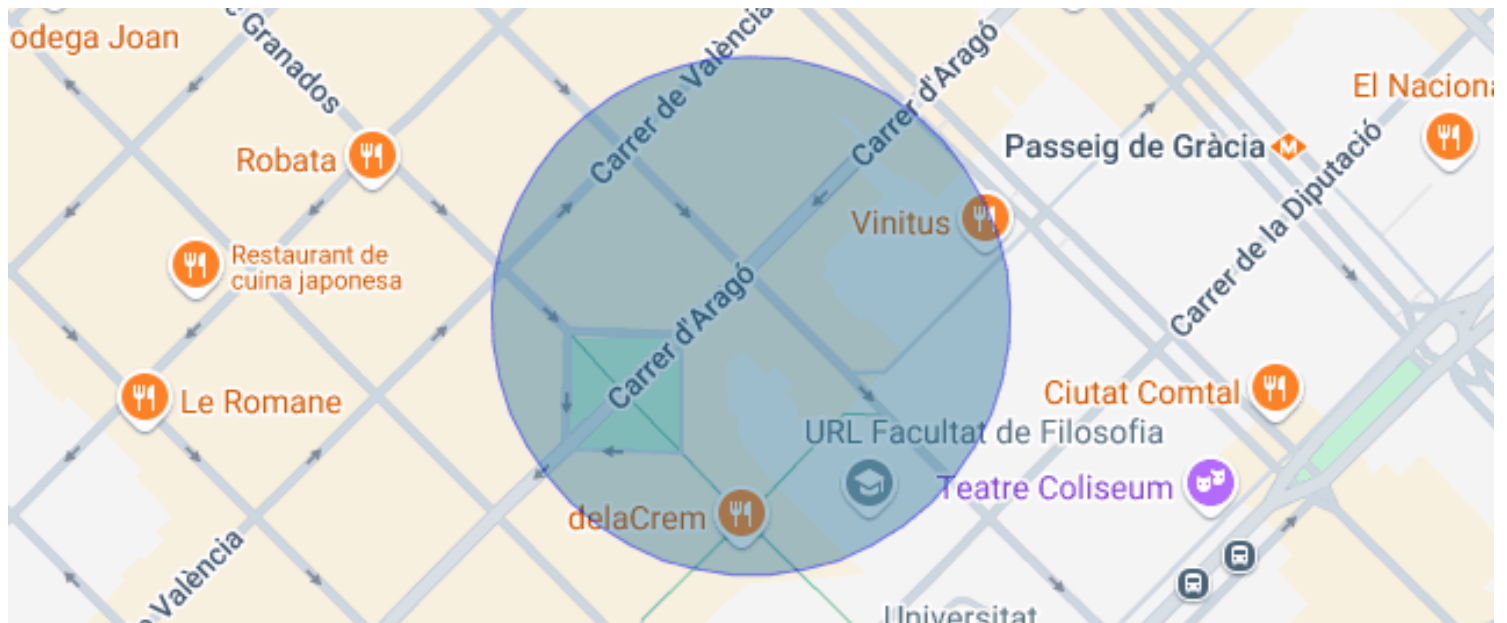 odega Joan
Granados
Carrer de València
Carrer d'Aragó
El Naciona
Robata
Passeig de Gràcia
M
Carrer de la Diputació
Vinitus
Restaurant de
cuina japonesa
Carrer d'Aragó
Le Romane
Ciutat Comtal
URL Facultat de Filosofia
Teatre Coliseum
delaCrem
València
Universitat